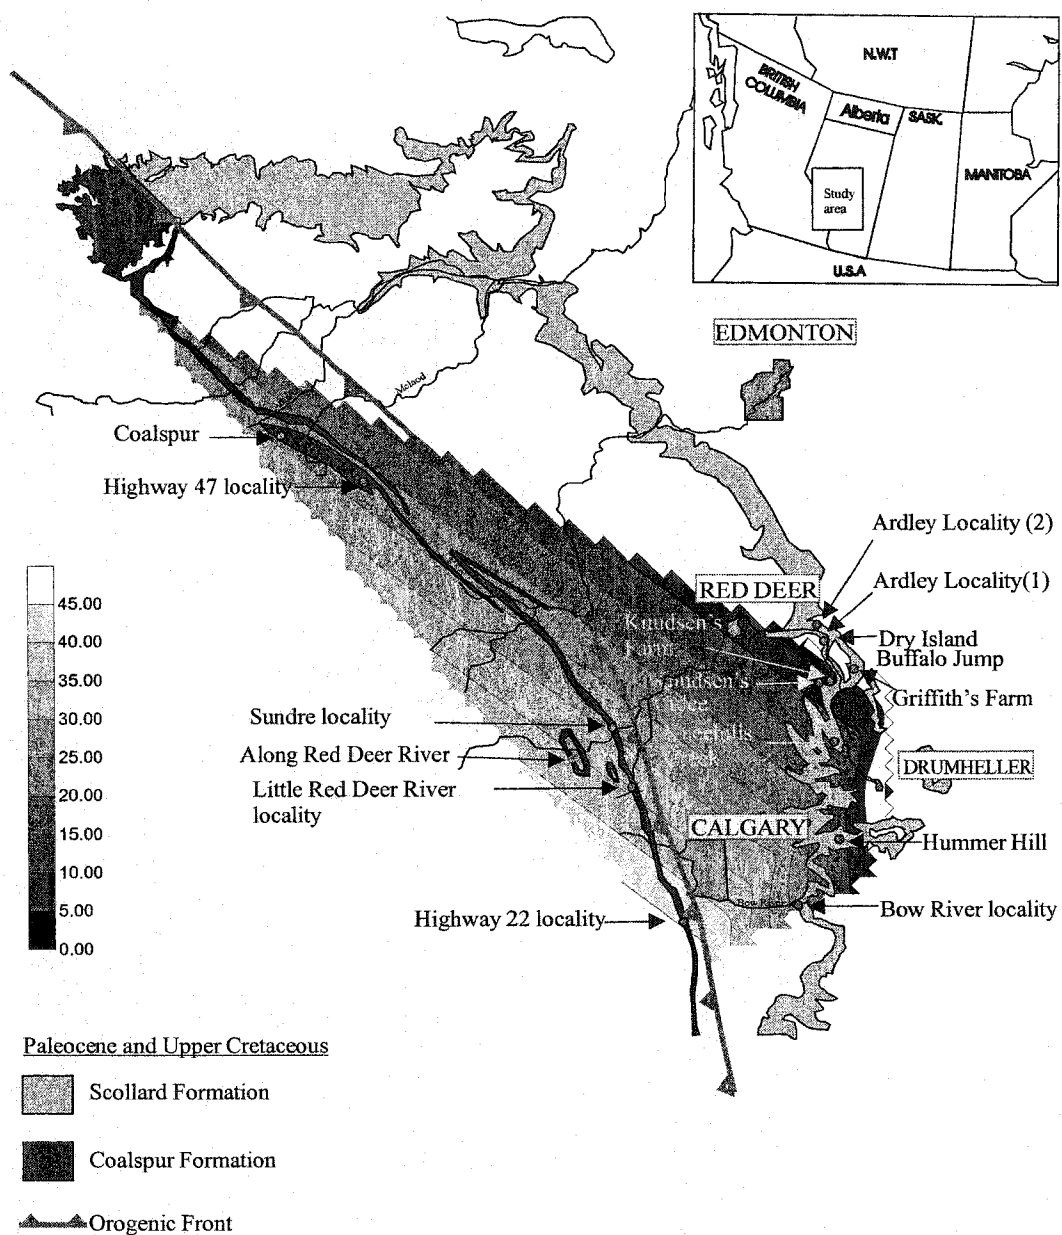 N.W.T
BRITISH
COLUMBIA
Alberta
SASK.
MANITOBA
Study
area
U.S.A
EDMONTON
Mcleod
Coalspur
Highway 47 locality
Ardley Locality (2)
Ardley Locality(1)
RED DEER
Knudsen's
Farm
Dry Island
Buffalo Jump
Knudsen's
Griffith's Farm
Sundre locality
Along Red Deer River
Little Red Deer River
locality
DRUMHELLER
CALGARY
Hummer Hill
Bow River locality
Highway 22 locality
45.00
40.00
35.00
30.00
25.00
20.00
15.00
10.00
5.00
0.00
Paleocene and Upper Cretaceous
Scollard Formation
Coalspur Formation
Orogenic Front